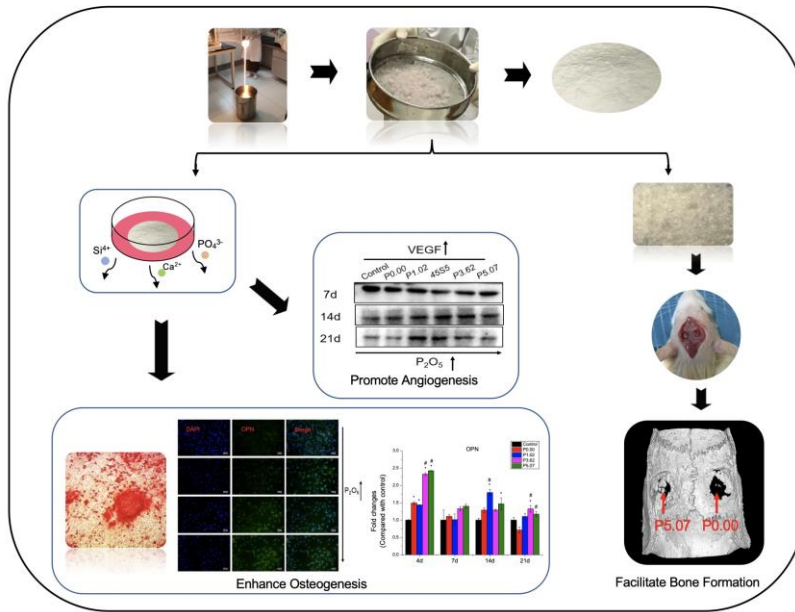 Si⁴⁺
PO₄³⁻
Ca²⁺
VEGF↑
Control P0.00 P1.02 45S5 P3.62 P5.07
7d
14d
21d
P₂O₅ ↑
Promote Angiogenesis
DAPI OPN Merge
P₂O₅↑
OPN
Control
P0.00
P1.02
P3.62
P5.07
Fold changes
(Compared with control)
4d 7d 14d 21d
Enhance Osteogenesis
P5.07 P0.00
Facilitate Bone Formation